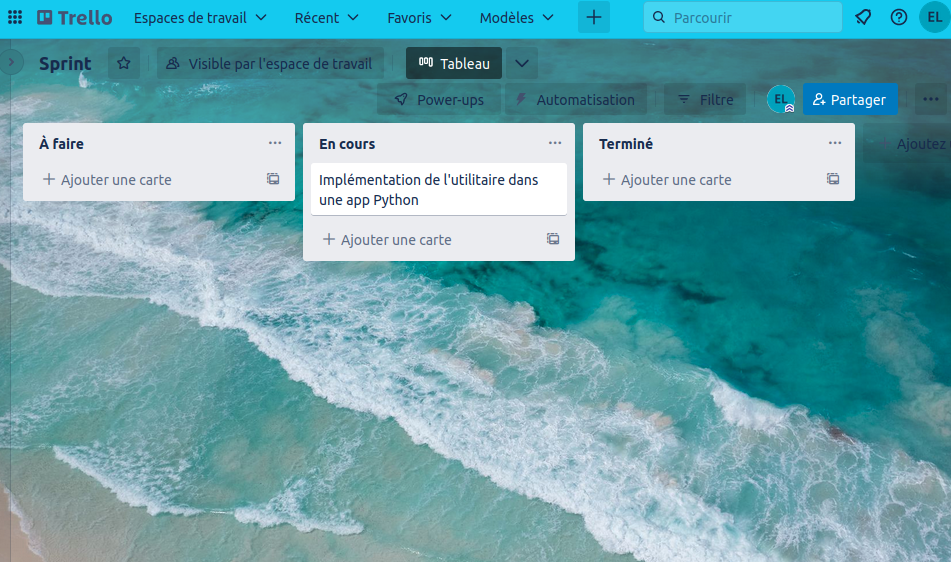 Trello Espaces de travail Récent Favoris Modèles Parcourir EL
Sprint Visible par l'espace de travail Tableau
Power-ups Automatisation Filtre EL Partager
À faire En cours Terminé Ajoutez
Ajouter une carte
Implémentation de l'utilitaire dans
une app Python
Ajouter une carte
Ajouter une carte